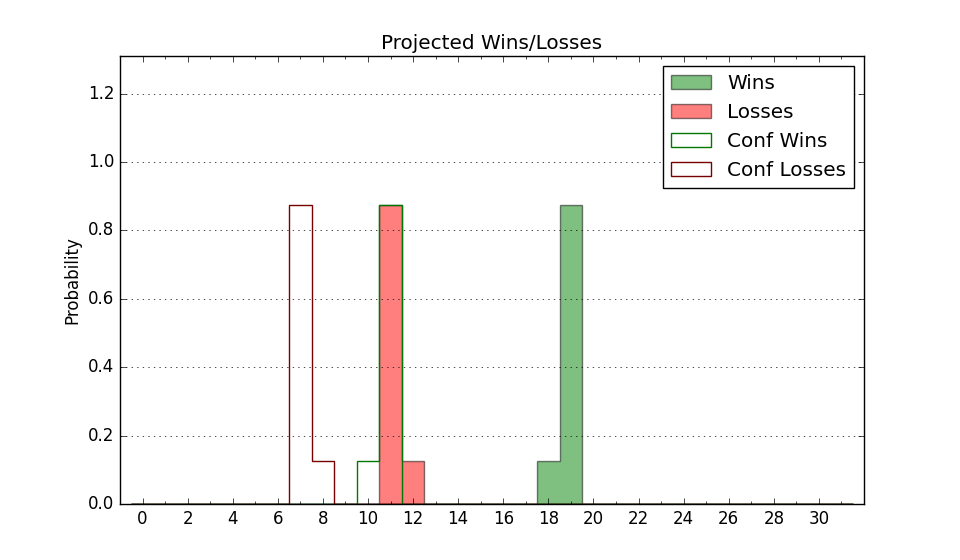 Projected Wins/Losses
Wins
Losses
Conf Wins
Conf Losses
Probability
1.2
1.0
0.8
0.6
0.4
0.2
0.0
0 2 4 6 8 10 12 14 16 18 20 22 24 26 28 30